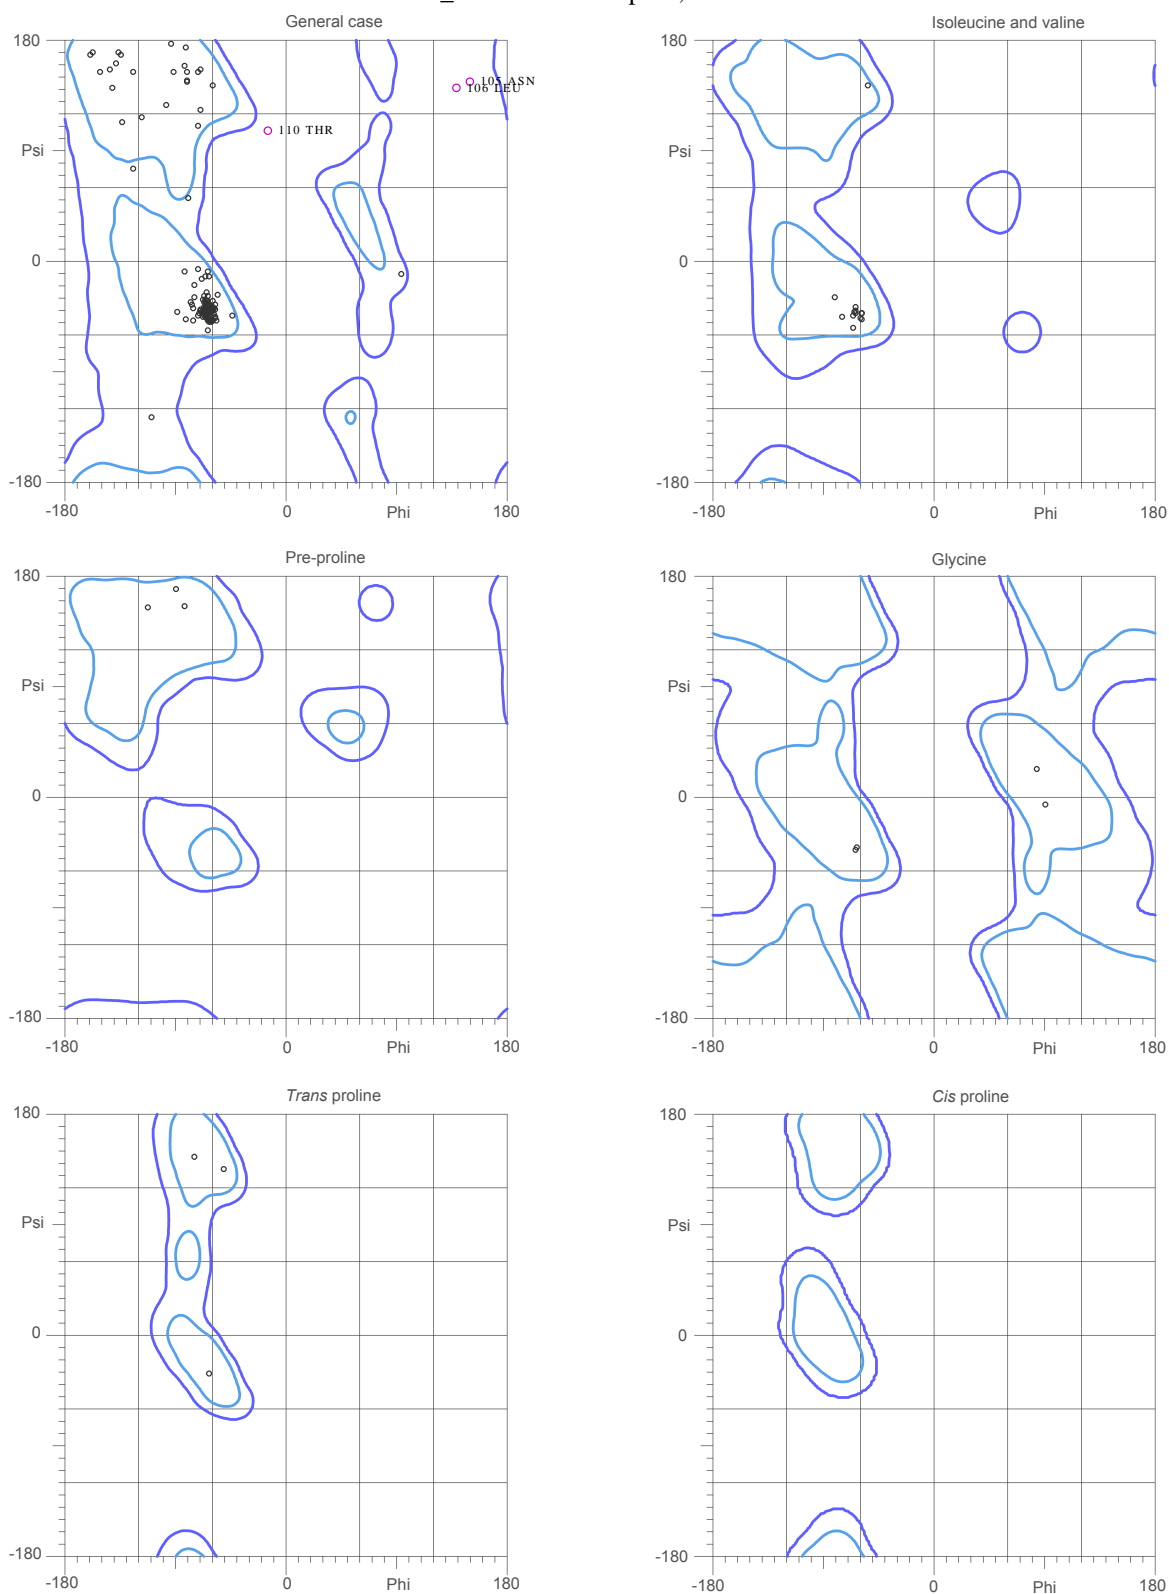 General case
180
Psi
0
-180
-180
0
Phi
180
105 ASN
106 LEU
110 THR
Isoleucine and valine
180
Psi
0
-180
-180
0
Phi
180
Pre-proline
180
Psi
0
-180
-180
0
Phi
180
Glycine
180
Psi
0
-180
-180
0
Phi
180
Trans proline
180
Psi
0
-180
-180
0
Phi
180
Cis proline
180
Psi
0
-180
-180
0
Phi
180